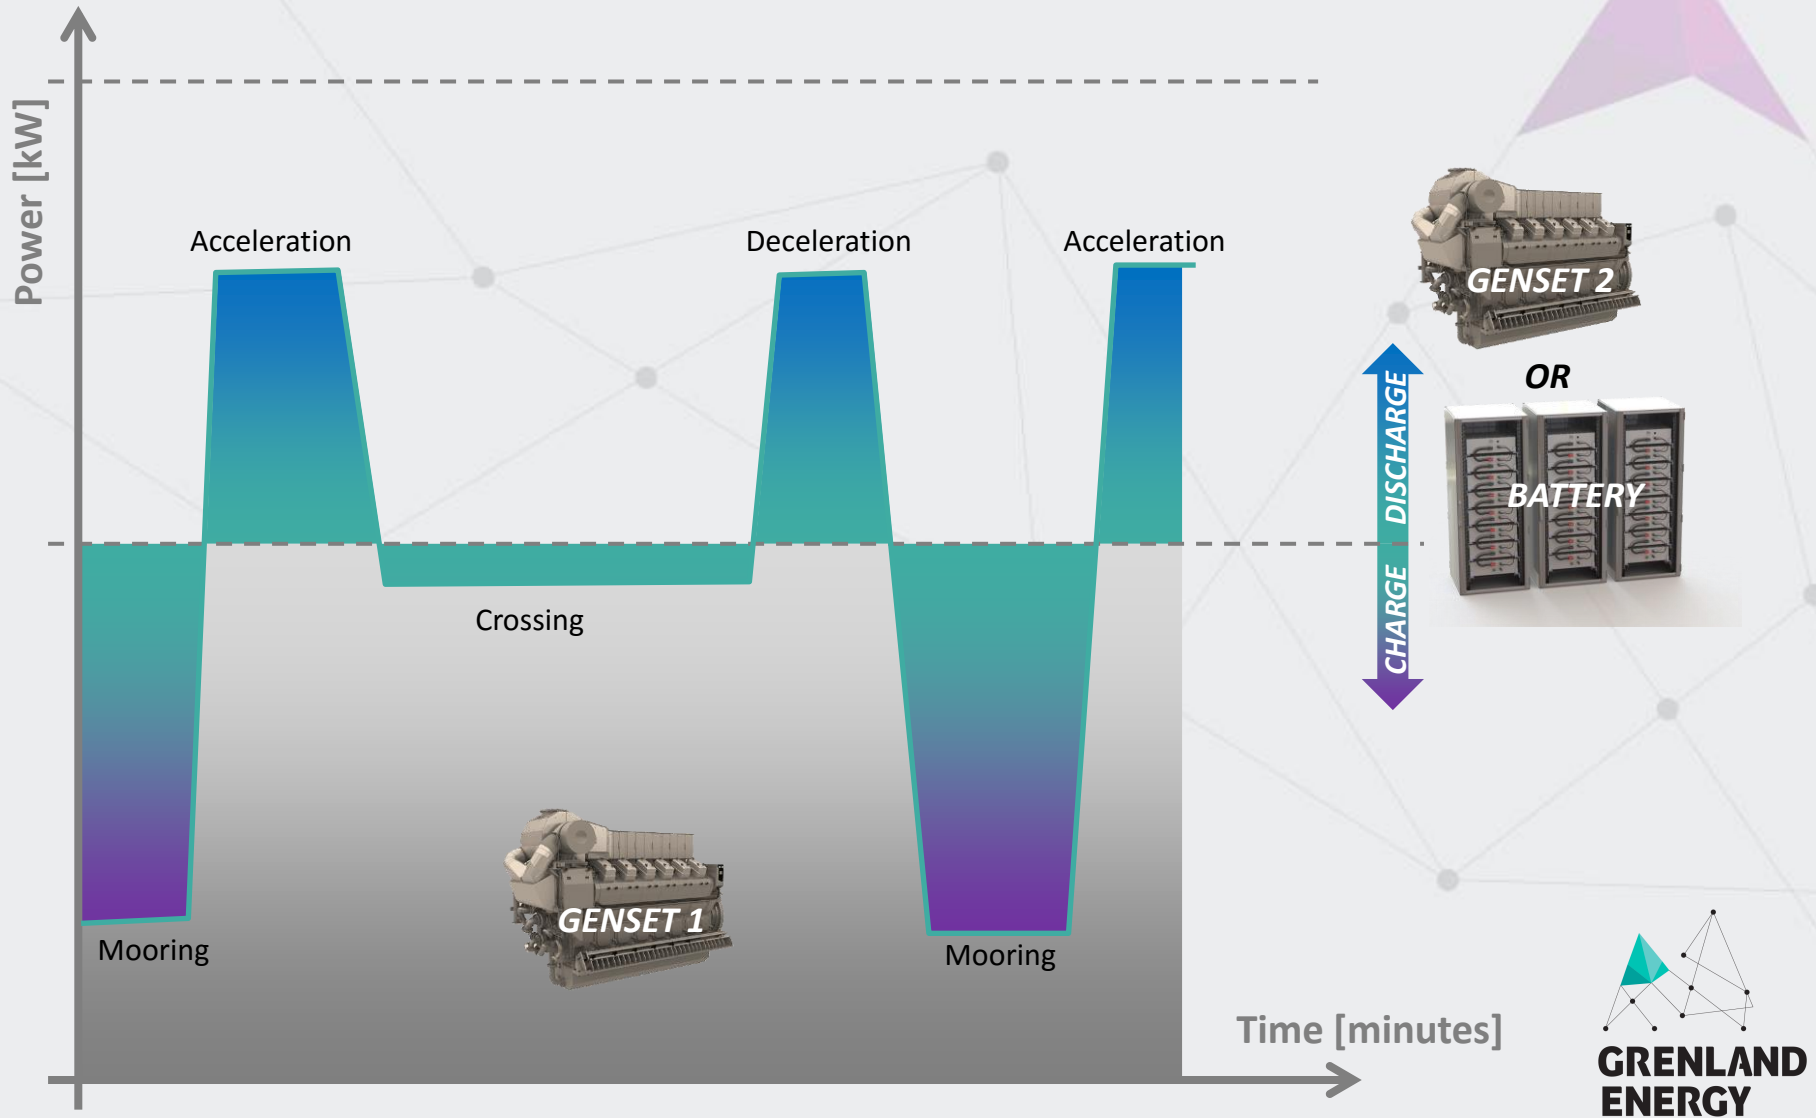 Power [kW]
Acceleration
Deceleration
Acceleration
GENSET 2
OR
DISCHARGE
BATTERY
CHARGE
Crossing
GENSET 1
Mooring
Mooring
Time [minutes]
GRENLAND
ENERGY